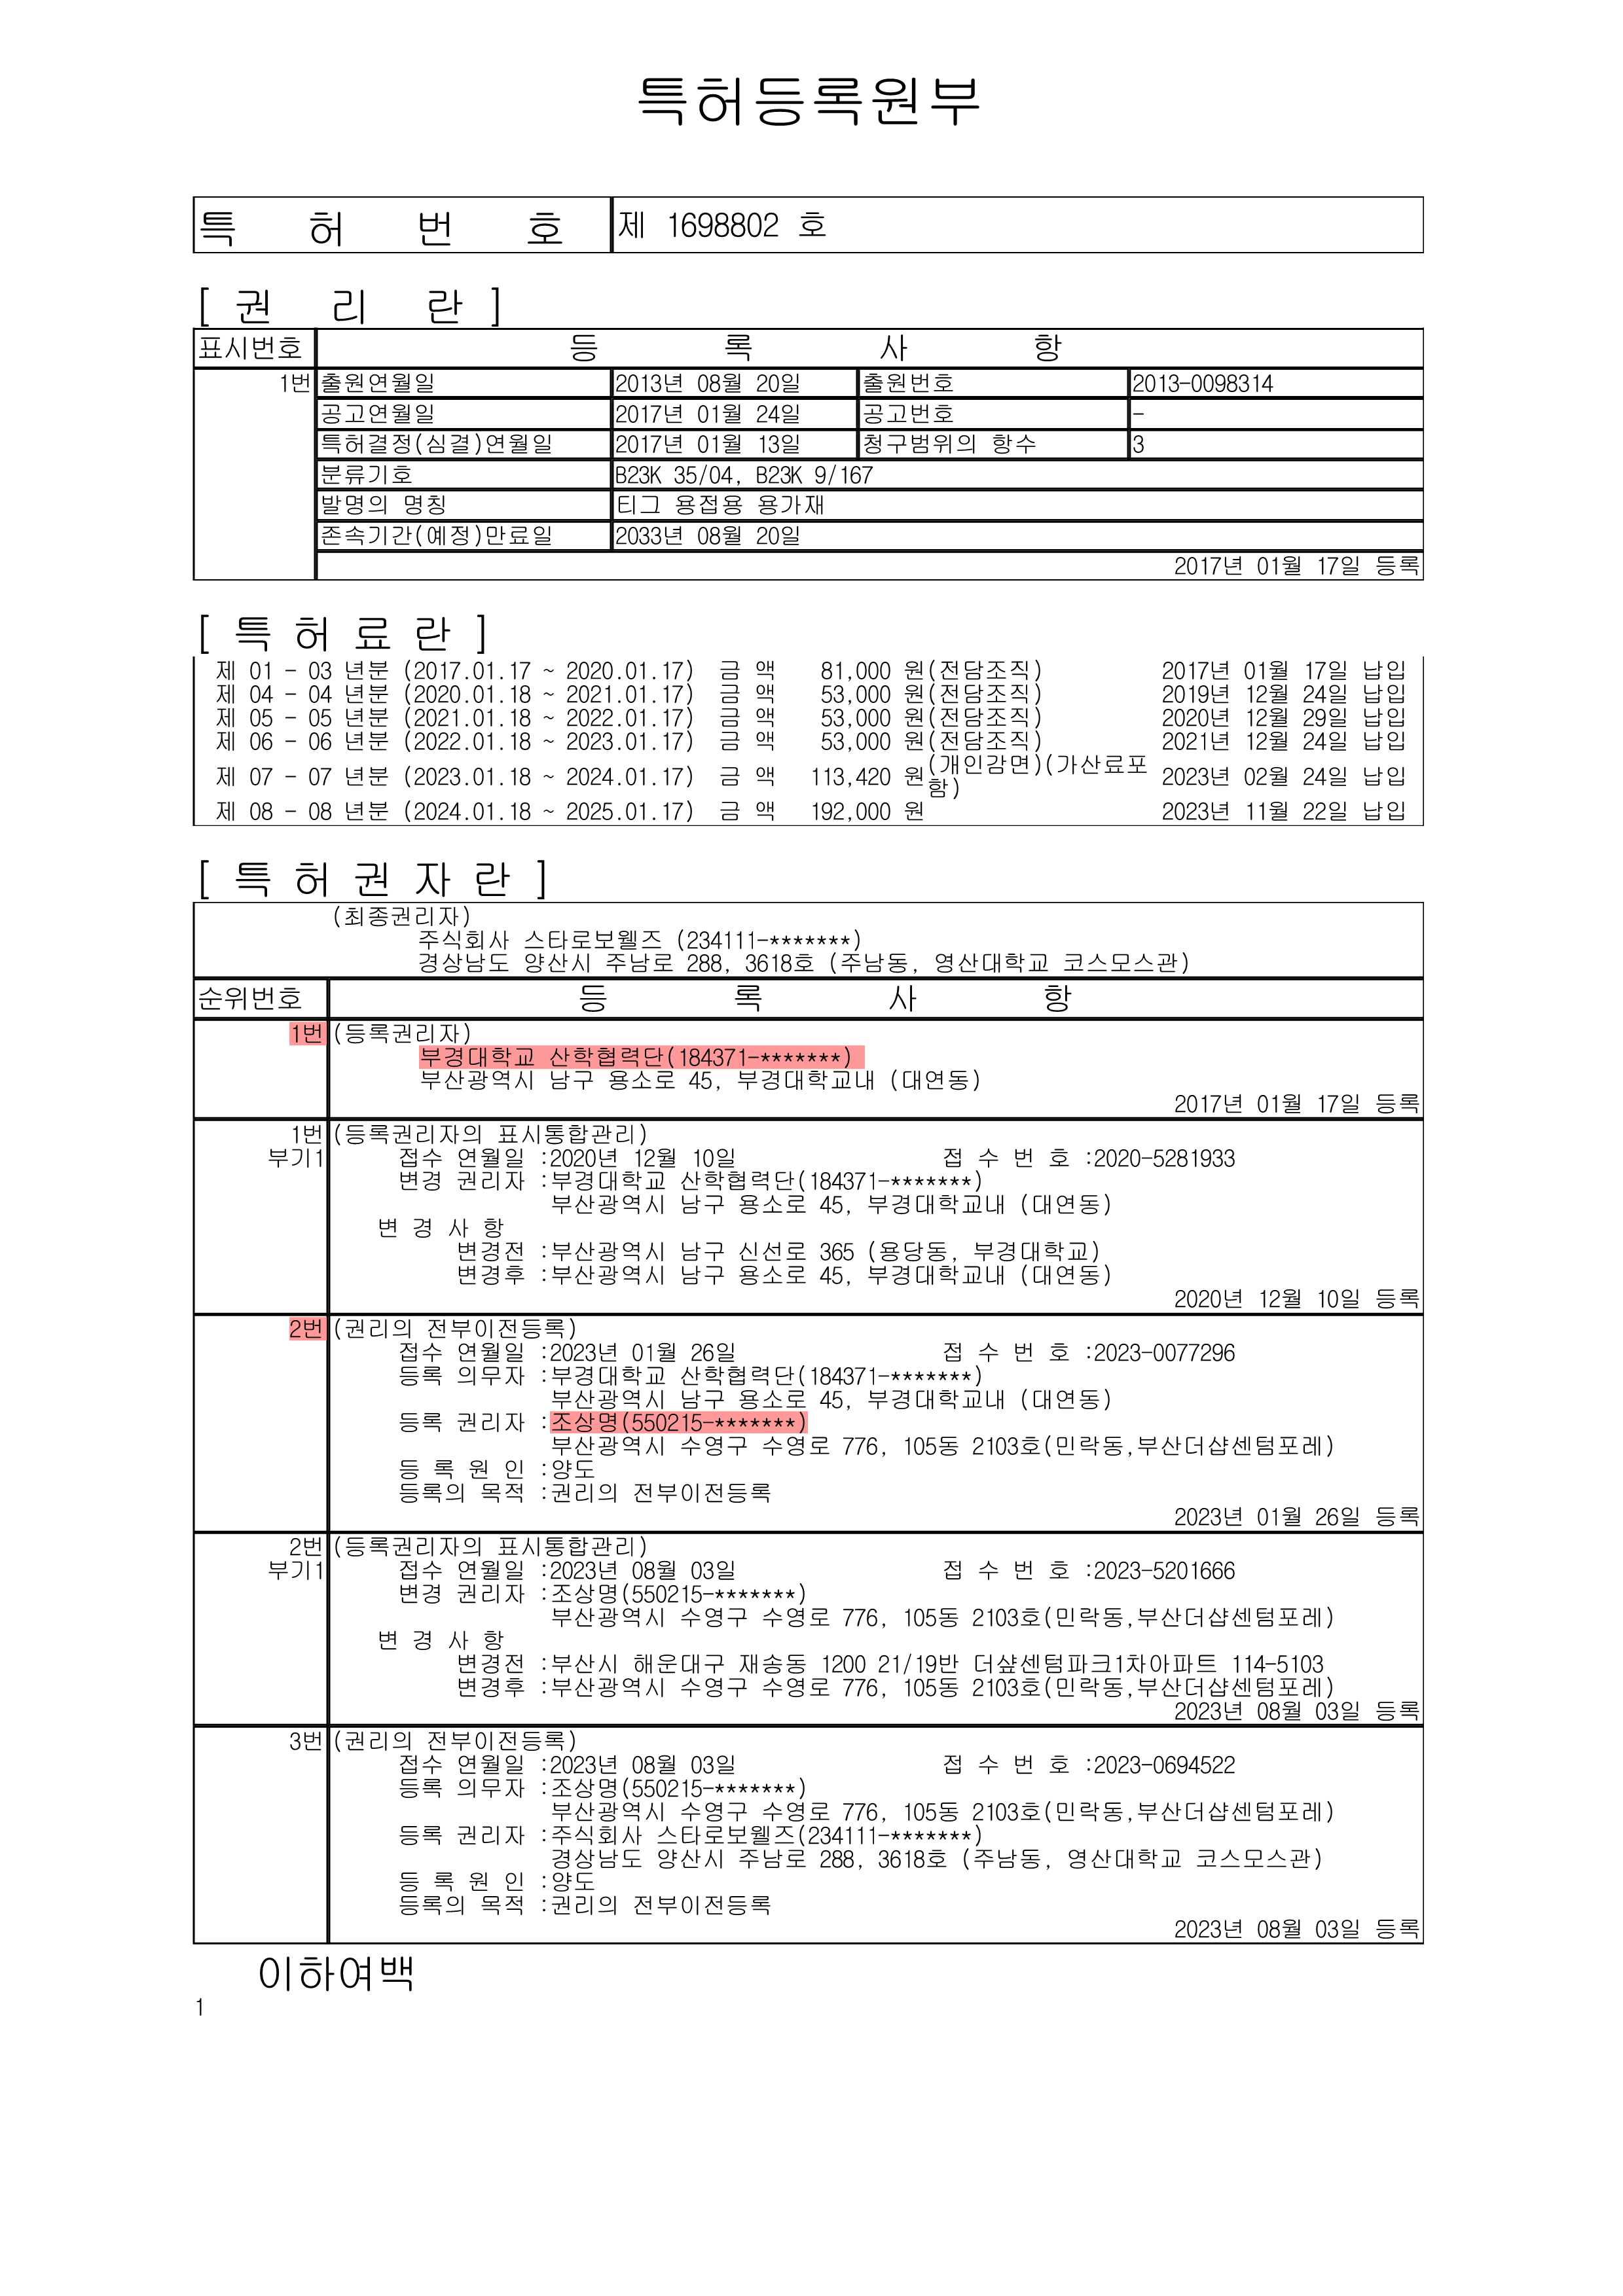 특허등록원부
특 허 번 호 제 1698802 호
[ 권 리 란 ]
표시번호 등 록 사 항
1번 출원연월일 2013년 08월 20일 출원번호 2013-0098314
공고연월일 2017년 01월 24일 공고번호 -
특허결정(심결)연월일 2017년 01월 13일 청구범위의 항수 3
분류기호 B23K 35/04, B23K 9/167
발명의 명칭 티그 용접용 용가재
존속기간(예정)만료일 2033년 08월 20일
2017년 01월 17일 등록
[ 특 허 료 란 ]
제 01 - 03 년분 (2017.01.17 ~ 2020.01.17) 금 액 81,000 원(전담조직) 2017년 01월 17일 납입
제 04 - 04 년분 (2020.01.18 ~ 2021.01.17) 금 액 53,000 원(전담조직) 2019년 12월 24일 납입
제 05 - 05 년분 (2021.01.18 ~ 2022.01.17) 금 액 53,000 원(전담조직) 2020년 12월 29일 납입
제 06 - 06 년분 (2022.01.18 ~ 2023.01.17) 금 액 53,000 원(전담조직) 2021년 12월 24일 납입
제 07 - 07 년분 (2023.01.18 ~ 2024.01.17) 금 액 113,420 원(개인감면)(가산료포함) 2023년 02월 24일 납입
제 08 - 08 년분 (2024.01.18 ~ 2025.01.17) 금 액 192,000 원 2023년 11월 22일 납입
[ 특 허 권 자 란 ]
(최종권리자)
주식회사 스타로보웰즈 (234111-*******)
경상남도 양산시 주남로 288, 3618호 (주남동, 영산대학교 코스모스관)
순위번호 등 록 사 항
1번 (등록권리자)
부경대학교 산학협력단(184371-*******)
부산광역시 남구 용소로 45, 부경대학교내 (대연동)
2017년 01월 17일 등록
1번 (등록권리자의 표시통합관리)
부기1 접수 연월일 :2020년 12월 10일 접 수 번 호 :2020-5281933
변경 권리자 :부경대학교 산학협력단(184371-*******)
부산광역시 남구 용소로 45, 부경대학교내 (대연동)
변 경 사 항
변경전 :부산광역시 남구 신선로 365 (용당동, 부경대학교)
변경후 :부산광역시 남구 용소로 45, 부경대학교내 (대연동)
2020년 12월 10일 등록
2번 (권리의 전부이전등록)
접수 연월일 :2023년 01월 26일 접 수 번 호 :2023-0077296
등록 의무자 :부경대학교 산학협력단(184371-*******)
부산광역시 남구 용소로 45, 부경대학교내 (대연동)
등록 권리자 :조상명(550215-*******)
부산광역시 수영구 수영로 776, 105동 2103호(민락동,부산더샵센텀포레)
등 록 원 인 :양도
등록의 목적 :권리의 전부이전등록
2023년 01월 26일 등록
2번 (등록권리자의 표시통합관리)
부기1 접수 연월일 :2023년 08월 03일 접 수 번 호 :2023-5201666
변경 권리자 :조상명(550215-*******)
부산광역시 수영구 수영로 776, 105동 2103호(민락동,부산더샵센텀포레)
변 경 사 항
변경전 :부산시 해운대구 재송동 1200 21/19반 더샾센텀파크1차아파트 114-5103
변경후 :부산광역시 수영구 수영로 776, 105동 2103호(민락동,부산더샵센텀포레)
2023년 08월 03일 등록
3번 (권리의 전부이전등록)
접수 연월일 :2023년 08월 03일 접 수 번 호 :2023-0694522
등록 의무자 :조상명(550215-*******)
부산광역시 수영구 수영로 776, 105동 2103호(민락동,부산더샵센텀포레)
등록 권리자 :주식회사 스타로보웰즈(234111-*******)
경상남도 양산시 주남로 288, 3618호 (주남동, 영산대학교 코스모스관)
등 록 원 인 :양도
등록의 목적 :권리의 전부이전등록
2023년 08월 03일 등록
이하여백
1